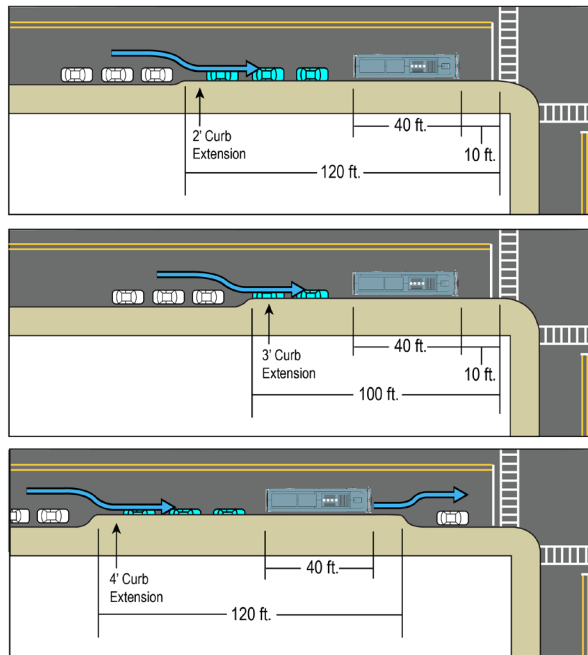 40 ft.
2' Curb
Extension
10 ft.
120 ft.
40 ft.
3' Curb
Extension
10 ft.
100 ft.
40 ft.
4' Curb
Extension
120 ft.